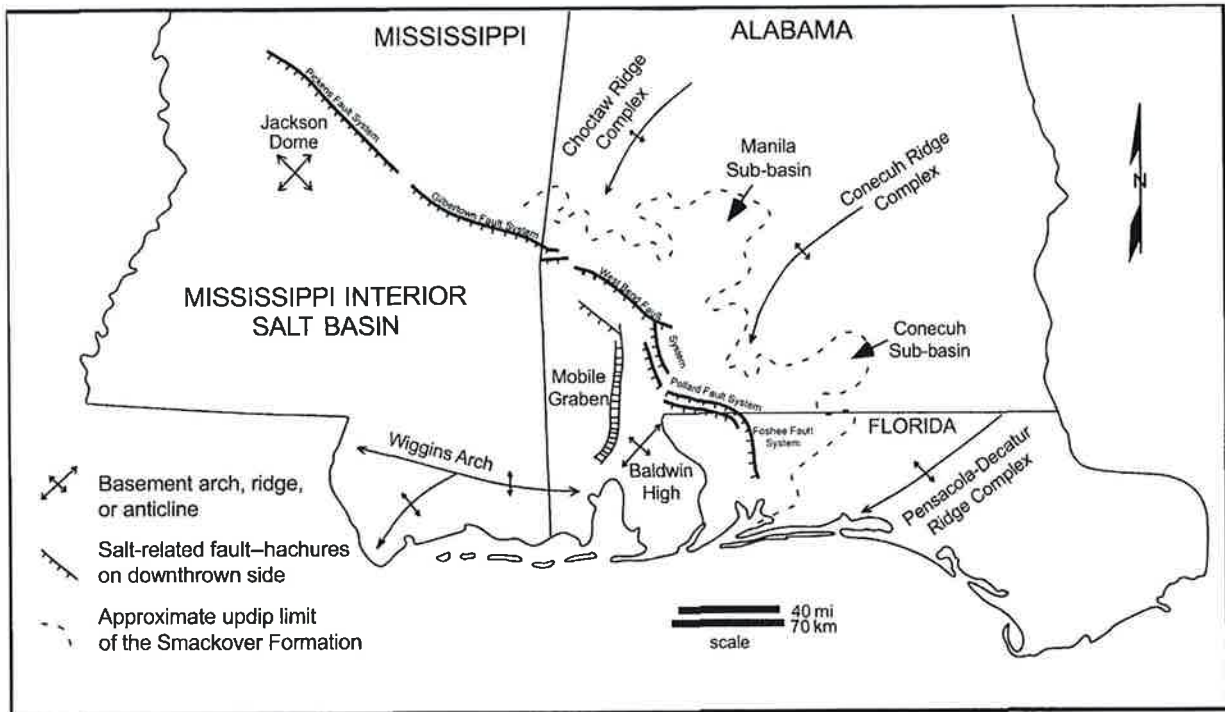 MISSISSIPPI
ALABAMA
Pickens Fault System
Jackson
Dome
Choctaw Ridge
Complex
Manila
Sub-basin
Conecuh Ridge
Complex
N
Gilbertown Fault System
West Bend Fault
System
MISSISSIPPI INTERIOR
SALT BASIN
Conecuh
Sub-basin
Mobile
Graben
Pollard Fault System
Foshee Fault
System
FLORIDA
Wiggins Arch
Baldwin
High
Pensacola-Decatur
Ridge Complex
Basement arch, ridge,
or anticline
Salt-related fault–hachures
on downthrown side
Approximate updip limit
of the Smackover Formation
40 mi
70 km
scale